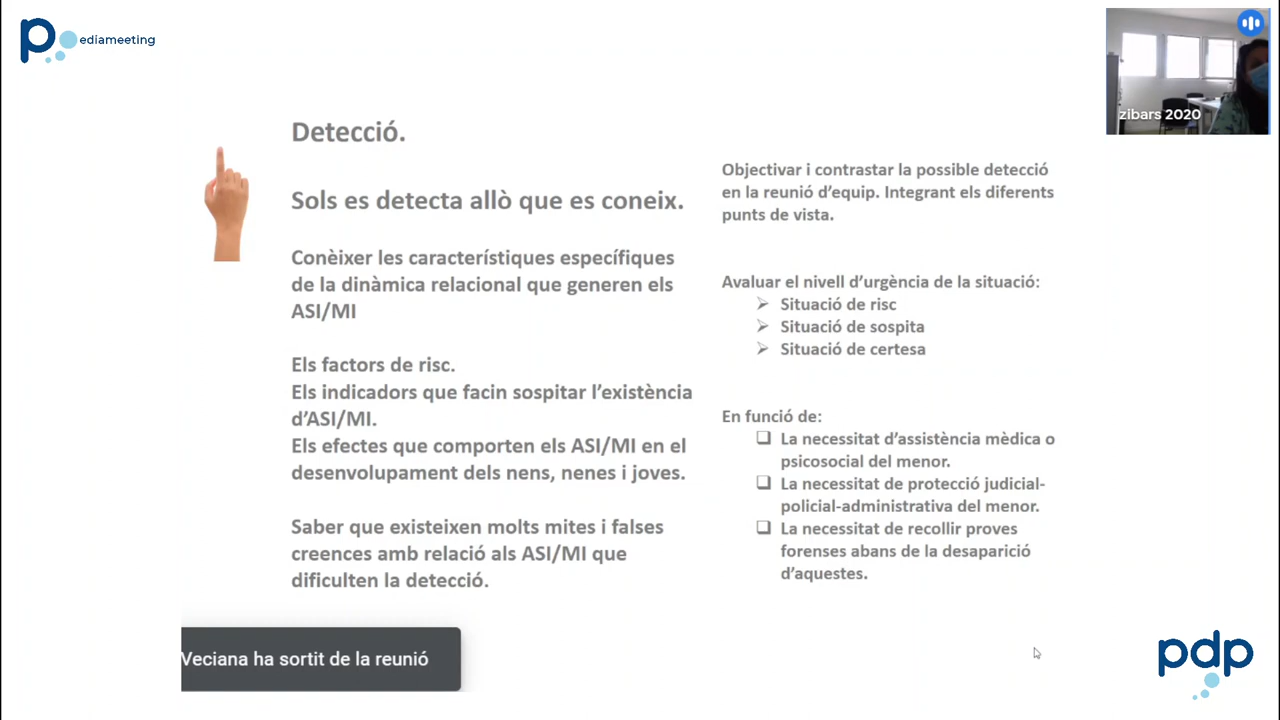 pediameeting
zibars 2020
Detecció.
Sols es detecta allò que es coneix.
Conèixer les característiques específiques
de la dinàmica relacional que generen els
ASI/MI
Els factors de risc.
Els indicadors que facin sospitar l'existència
d'ASI/MI.
Els efectes que comporten els ASI/MI en el
desenvolupament dels nens, nenes i joves.
Saber que existeixen molts mites i falses
creences amb relació als ASI/MI que
dificulten la detecció.
Objectivar i contrastar la possible detecció
en la reunió d'equip. Integrant els diferents
punts de vista.
Avaluar el nivell d'urgència de la situació:
Situació de risc
Situació de sospita
Situació de certesa
En funció de:
La necessitat d'assistència mèdica o
psicosocial del menor.
La necessitat de protecció judicial-
policial-administrativa del menor.
La necessitat de recollir proves
forenses abans de la desaparició
d'aquestes.
Veciana ha sortit de la reunió
pdp